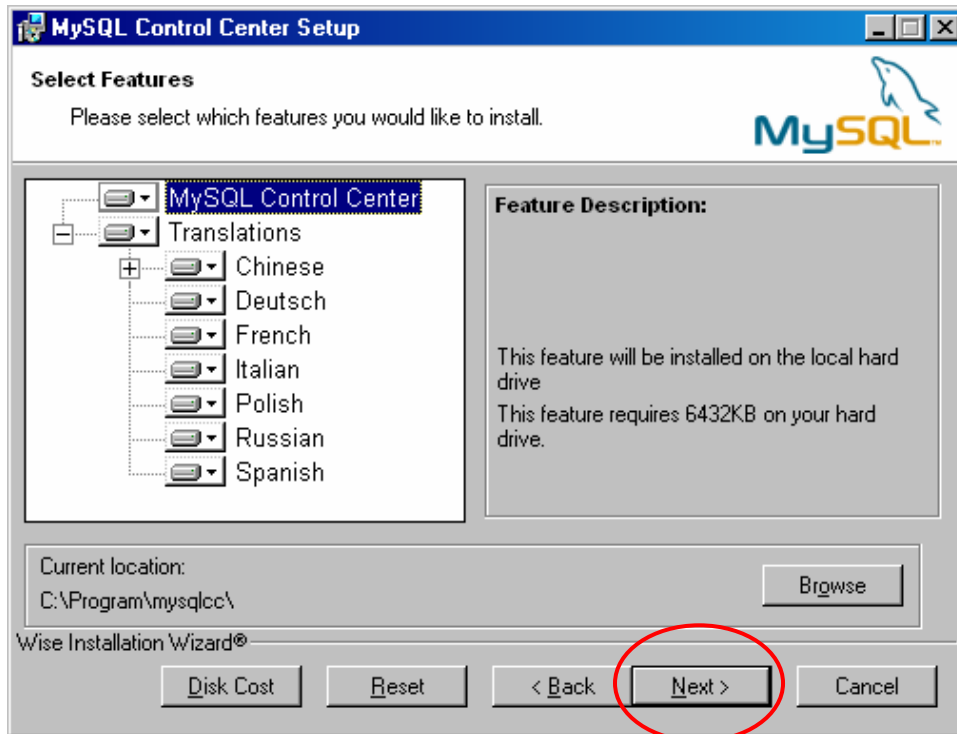 MySQL Control Center Setup
Select Features
Please select which features you would like to install.
MySQL™
MySQL Control Center
Translations
Chinese
Deutsch
French
Italian
Polish
Russian
Spanish
Feature Description:
This feature will be installed on the local hard
drive
This feature requires 6432KB on your hard
drive.
Current location:
C:\Program\mysqlcc\
Browse
Wise Installation Wizard®
Disk Cost
Reset
< Back
Next >
Cancel